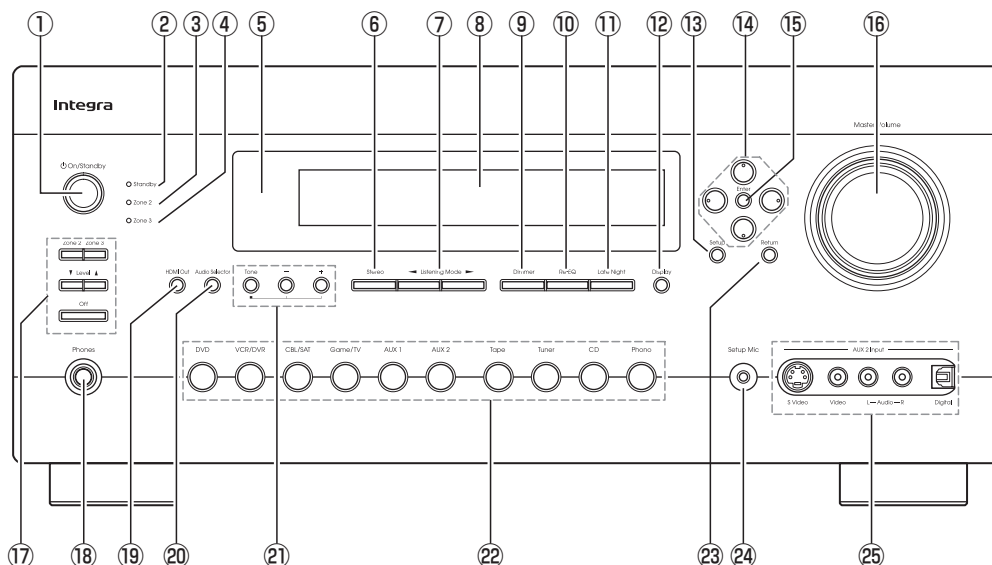 ① ② ③ ④ ⑤ ⑥ ⑦ ⑧ ⑨ ⑩ ⑪ ⑫ ⑬ ⑭ ⑮ ⑯
Integra
Master Volume
On/Standby
Standby
Zone 2
Zone 3
Enter
Zone 2 Zone 3
Level
Off
HDMI Out
Audio Selector
Tone - +
Stereo
Listening Mode
Dimmer
Re-EQ
Late Night
Display
Setup
Return
Phones
DVD VCR/DVR CBL/SAT Game/TV AUX 1 AUX 2 Tape Tuner CD Phono
Setup Mic
AUX 2 Input
S Video Video L Audio R Digital
⑰ ⑱ ⑲ ⑳ ㉑ ㉒ ㉓ ㉔ ㉕